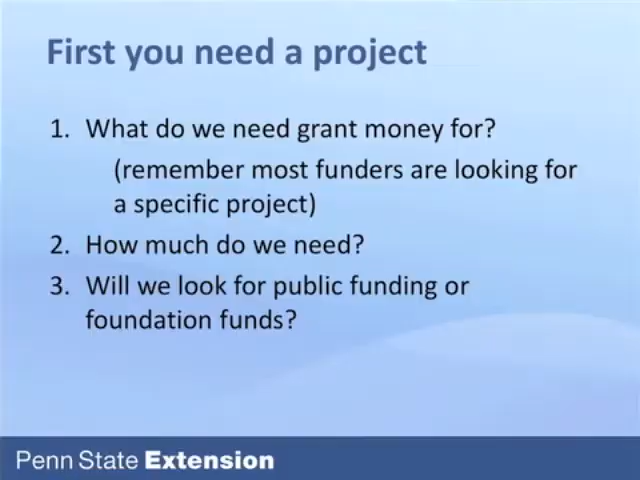 First you need a project
1. What do we need grant money for?
(remember most funders are looking for
a specific project)
2. How much do we need?
3. Will we look for public funding or
foundation funds?
Penn State Extension